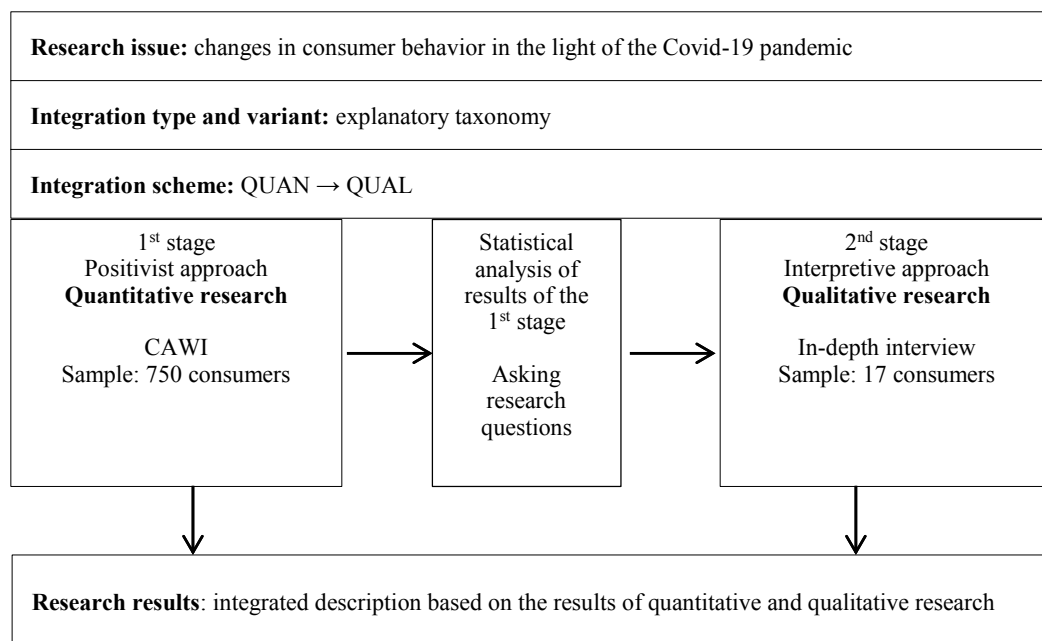 Research issue: changes in consumer behavior in the light of the Covid-19 pandemic
Integration type and variant: explanatory taxonomy
Integration scheme: QUAN → QUAL
1st stage
Positivist approach
Quantitative research
CAWI
Sample: 750 consumers
Statistical
analysis of
results of the
1st stage
Asking
research
questions
2nd stage
Interpretive approach
Qualitative research
In-depth interview
Sample: 17 consumers
Research results: integrated description based on the results of quantitative and qualitative research